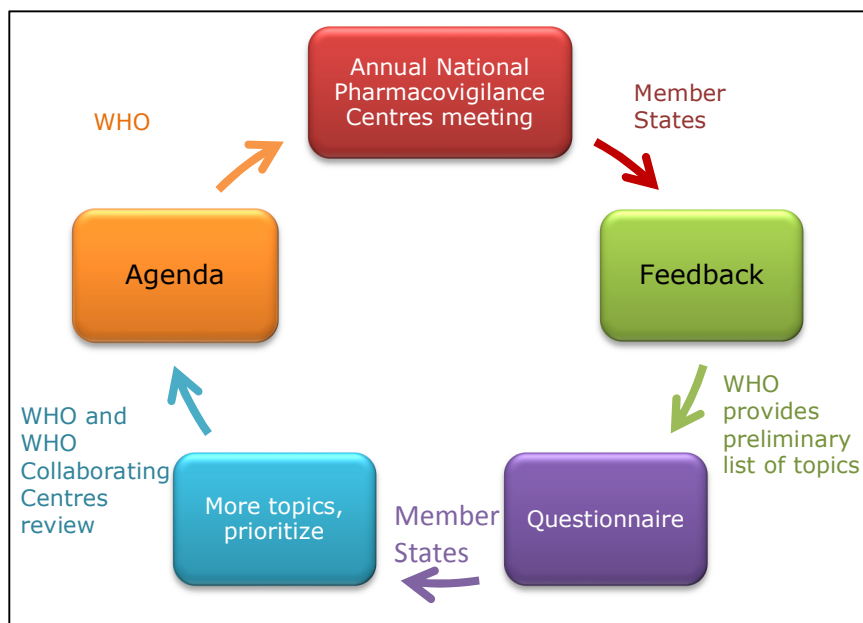 Annual National
Pharmacovigilance
Centres meeting
Member
States
Feedback
WHO
provides
preliminary
list of topics
Questionnaire
Member
States
More topics,
prioritize
WHO and
WHO
Collaborating
Centres
review
Agenda
WHO